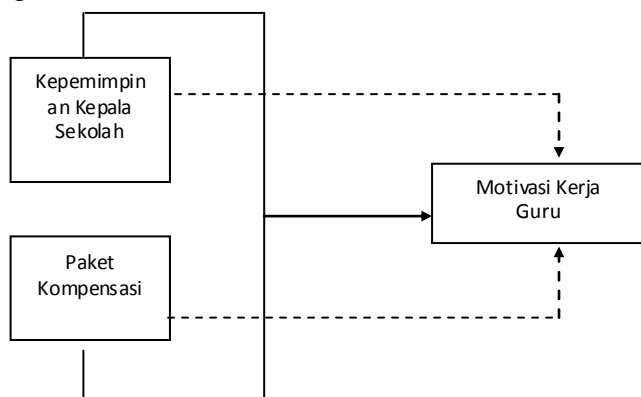 Kepemimpin
an Kepala
Sekolah
Motivasi Kerja
Guru
Paket
Kompensasi